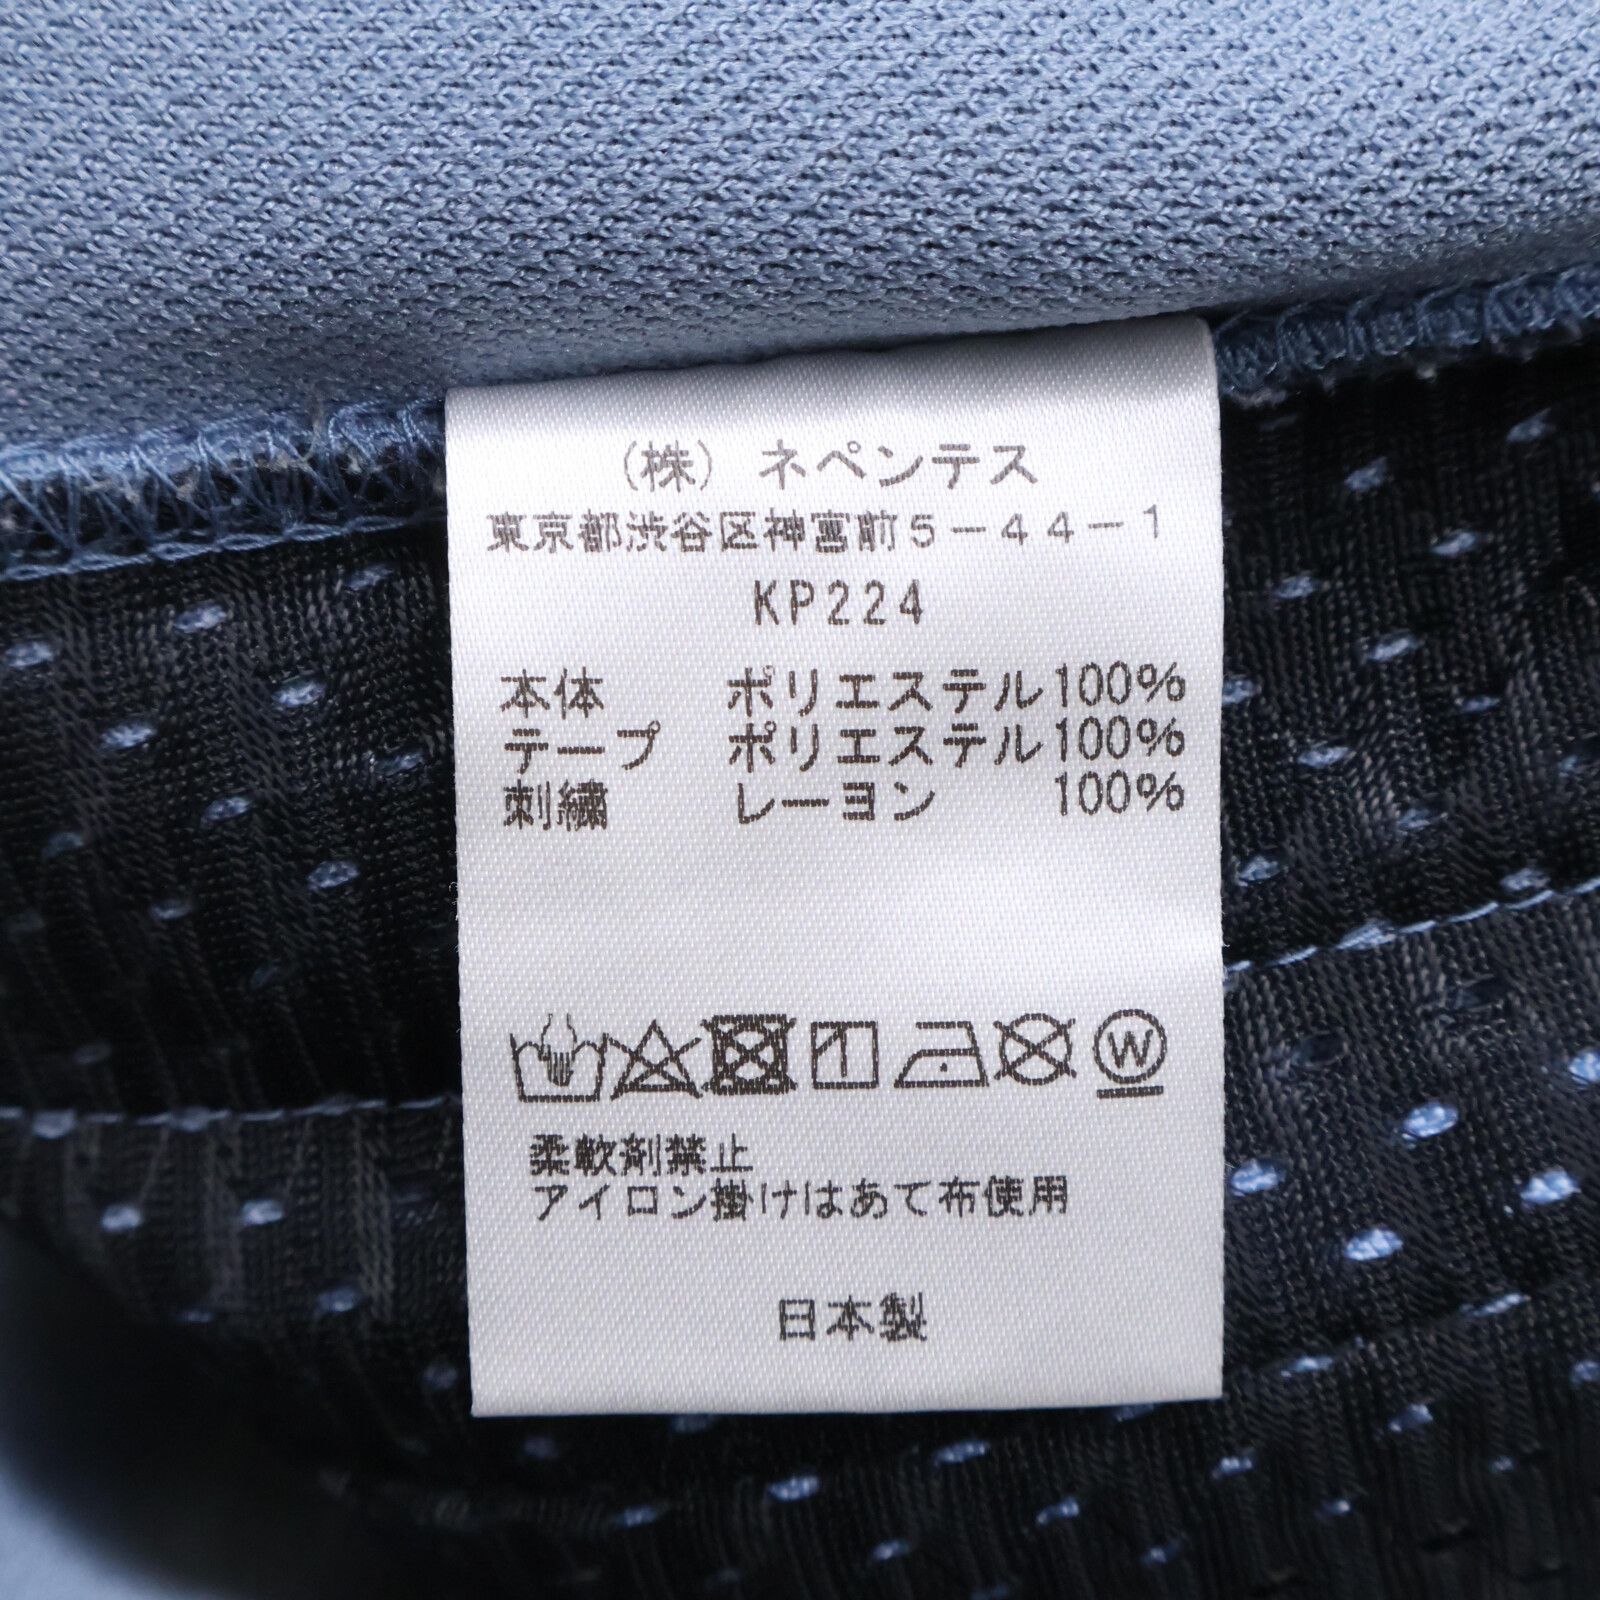 (株) ネペンテス
東京都渋谷区神宮前5-44-1
KP224
本体 ポリエステル100%
テープ ポリエステル100%
刺繍 レーヨン 100%
W
柔軟剤禁止
アイロン掛けはあて布使用
日本製